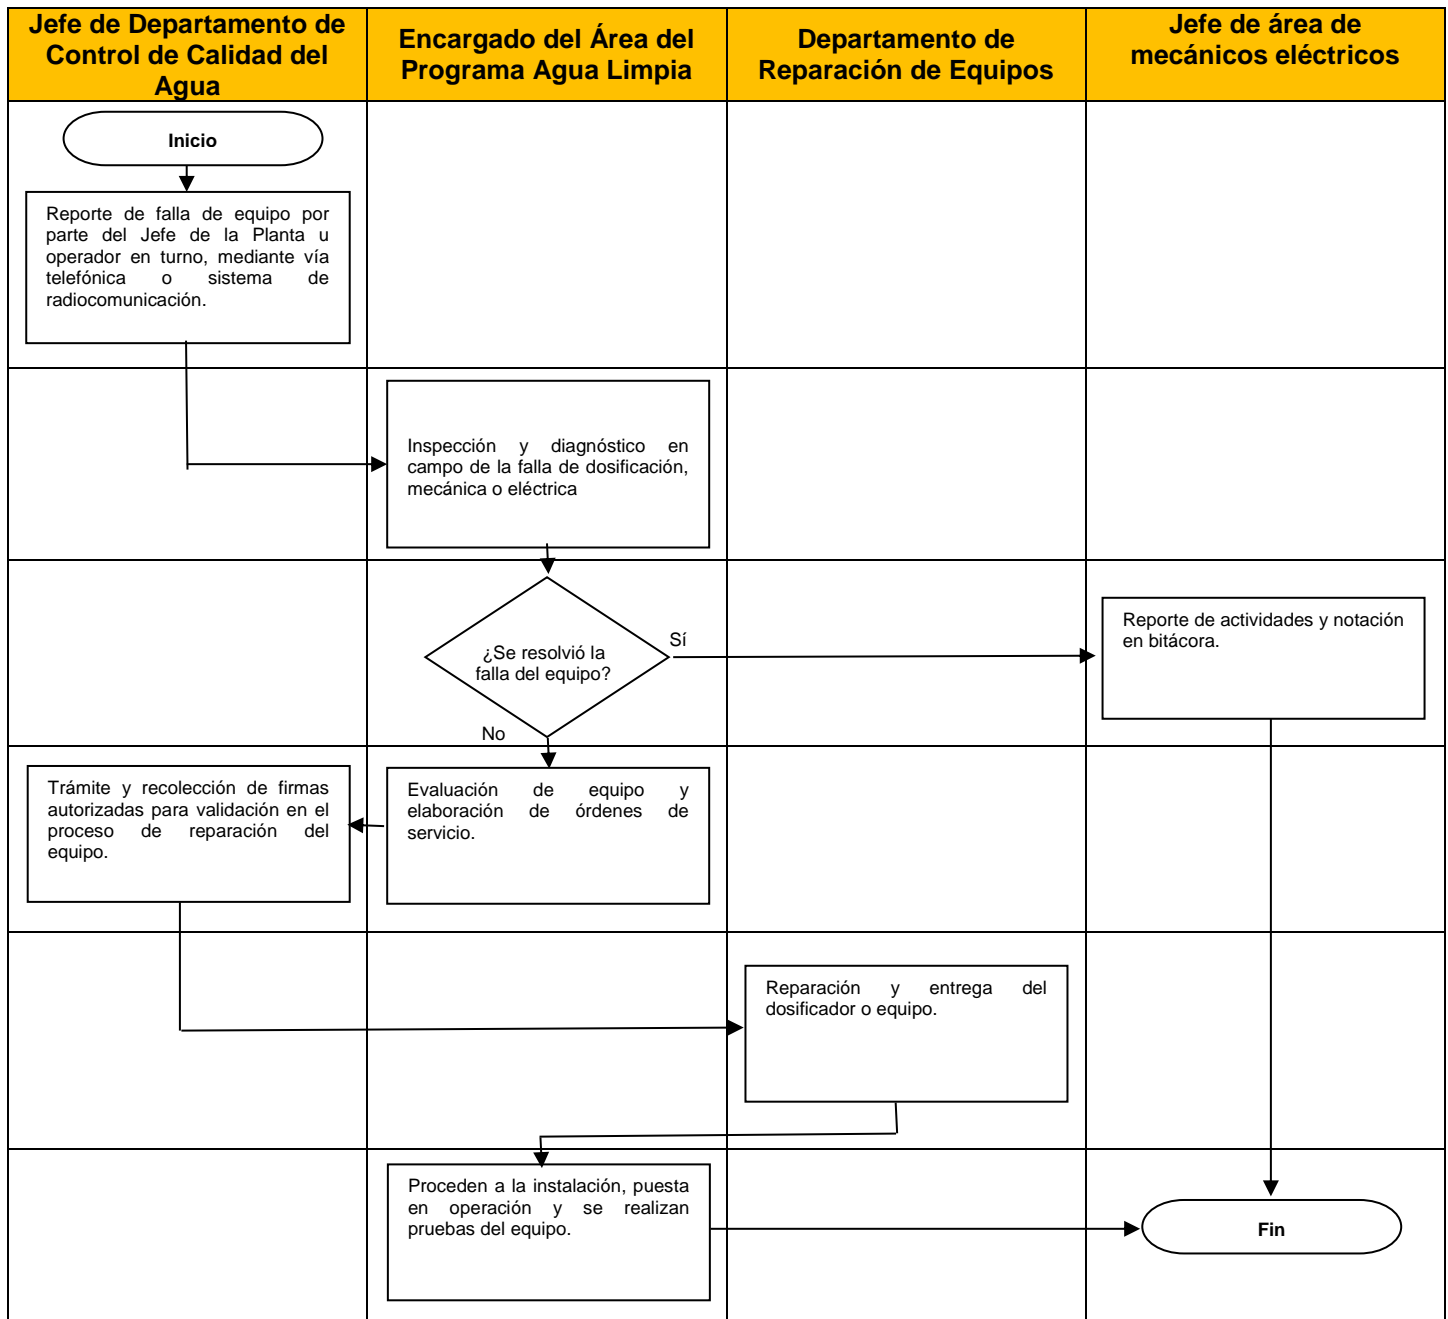 Jefe de Departamento de
Control de Calidad del
Agua
Encargado del Área del
Programa Agua Limpia
Departamento de
Reparación de Equipos
Jefe de área de
mecánicos eléctricos
Inicio
Reporte de falla de equipo por
parte del Jefe de la Planta u
operador en turno, mediante vía
telefónica o sistema de
radiocomunicación.
Inspección y diagnóstico en
campo de la falla de dosificación,
mecánica o eléctrica
¿Se resolvió la
falla del equipo?
Sí
No
Reporte de actividades y notación
en bitácora.
Trámite y recolección de firmas
autorizadas para validación en el
proceso de reparación del
equipo.
Evaluación de equipo y
elaboración de órdenes de
servicio.
Reparación y entrega del
dosificador o equipo.
Proceden a la instalación, puesta
en operación y se realizan
pruebas del equipo.
Fin